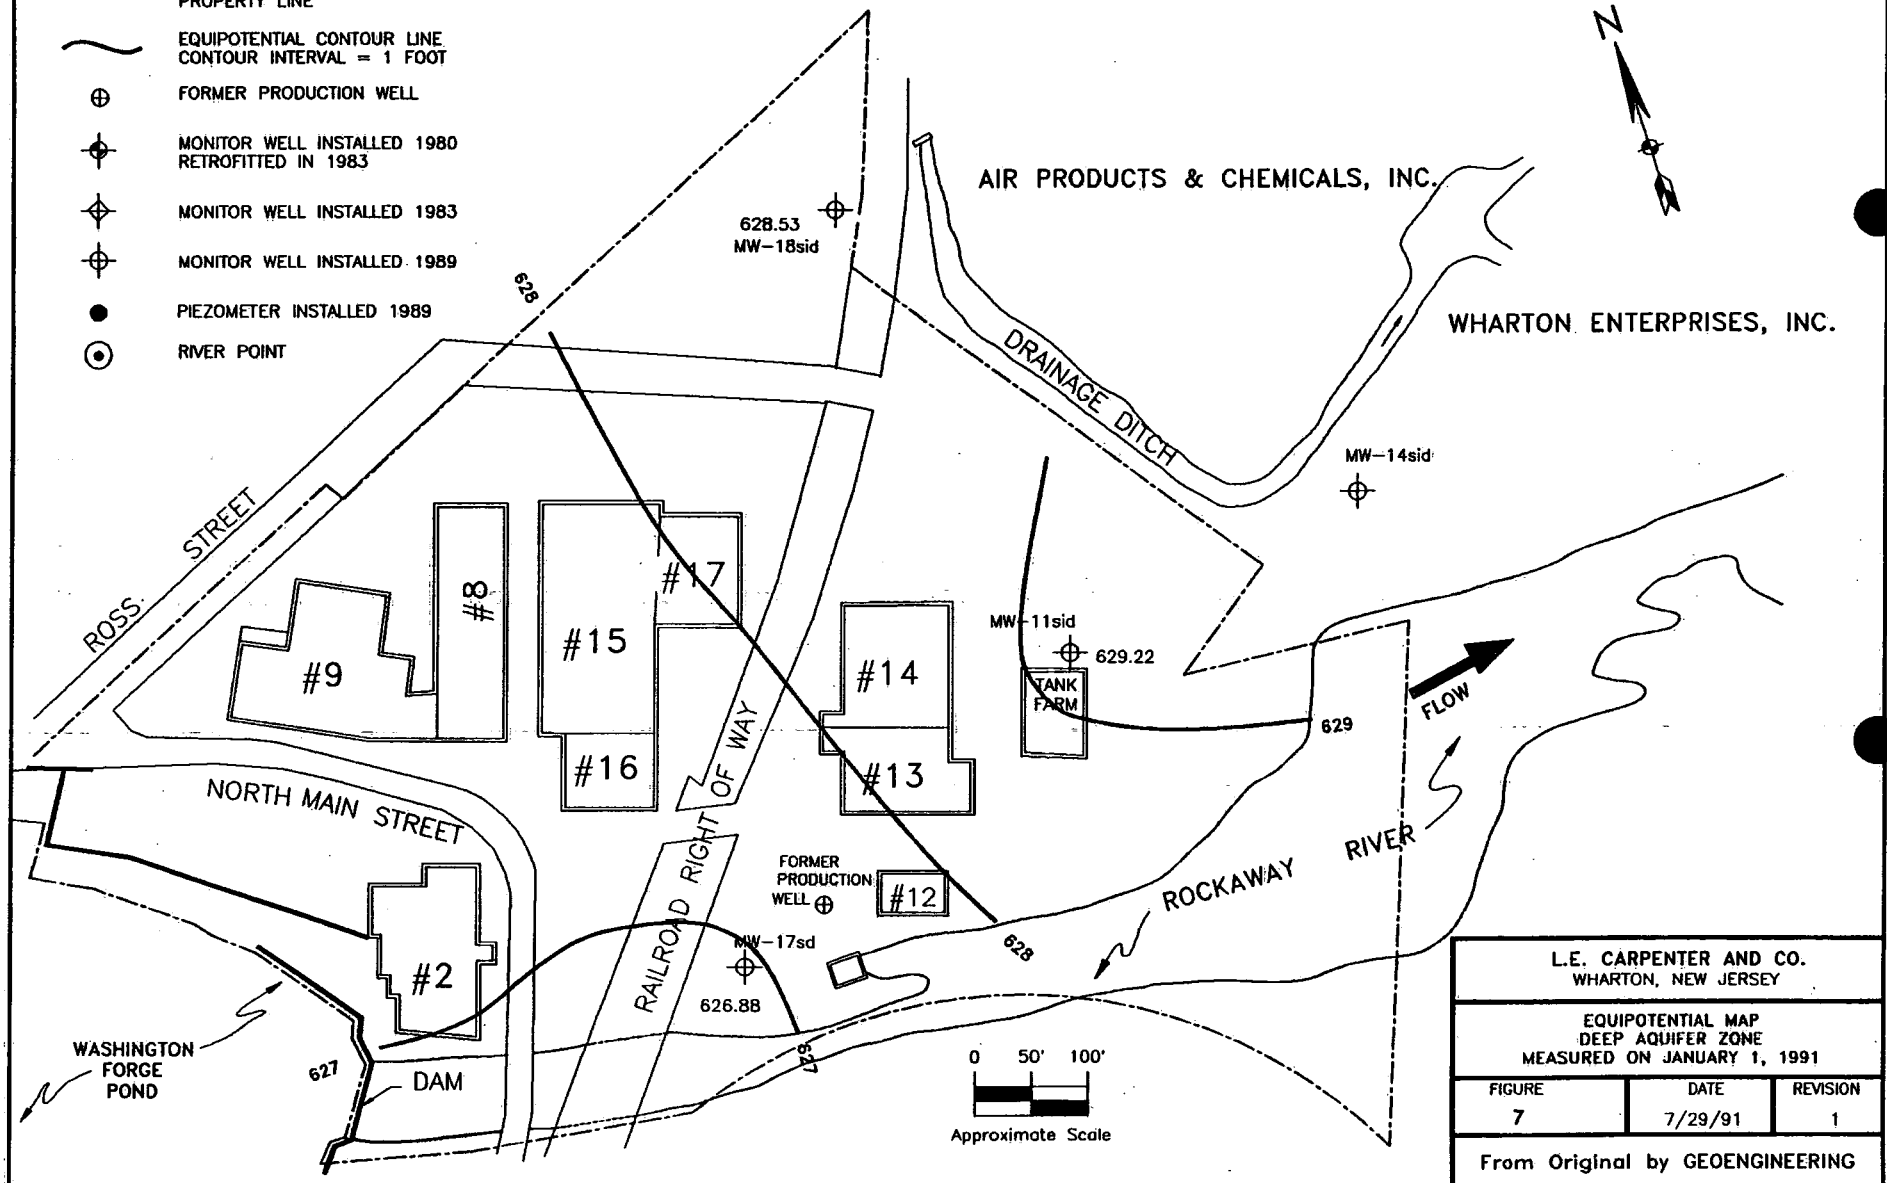 PROPERTY LINE
EQUIPOTENTIAL CONTOUR LINE
CONTOUR INTERVAL = 1 FOOT
FORMER PRODUCTION WELL
MONITOR WELL INSTALLED 1980
RETROFITTED IN 1983
MONITOR WELL INSTALLED 1983
MONITOR WELL INSTALLED 1989
PIEZOMETER INSTALLED 1989
RIVER POINT
N
AIR PRODUCTS & CHEMICALS, INC.
628.53
MW-18sid
628
WHARTON ENTERPRISES, INC.
DRAINAGE DITCH
MW-14sid
ROSS STREET
#8
#17
#15
#9
#16
MW-11sid
629.22
#14
TANK
FARM
FLOW
629
#13
NORTH MAIN STREET
RAILROAD RIGHT OF WAY
FORMER
PRODUCTION
WELL
#12
ROCKAWAY RIVER
628
MW-17sd
626.88
#2
WASHINGTON
FORGE
POND
627
DAM
627
0 50' 100'
Approximate Scale
L.E. CARPENTER AND CO.
WHARTON, NEW JERSEY
EQUIPOTENTIAL MAP
DEEP AQUIFER ZONE
MEASURED ON JANUARY 1, 1991
FIGURE DATE REVISION
7 7/29/91 1
From Original by GEOENGINEERING